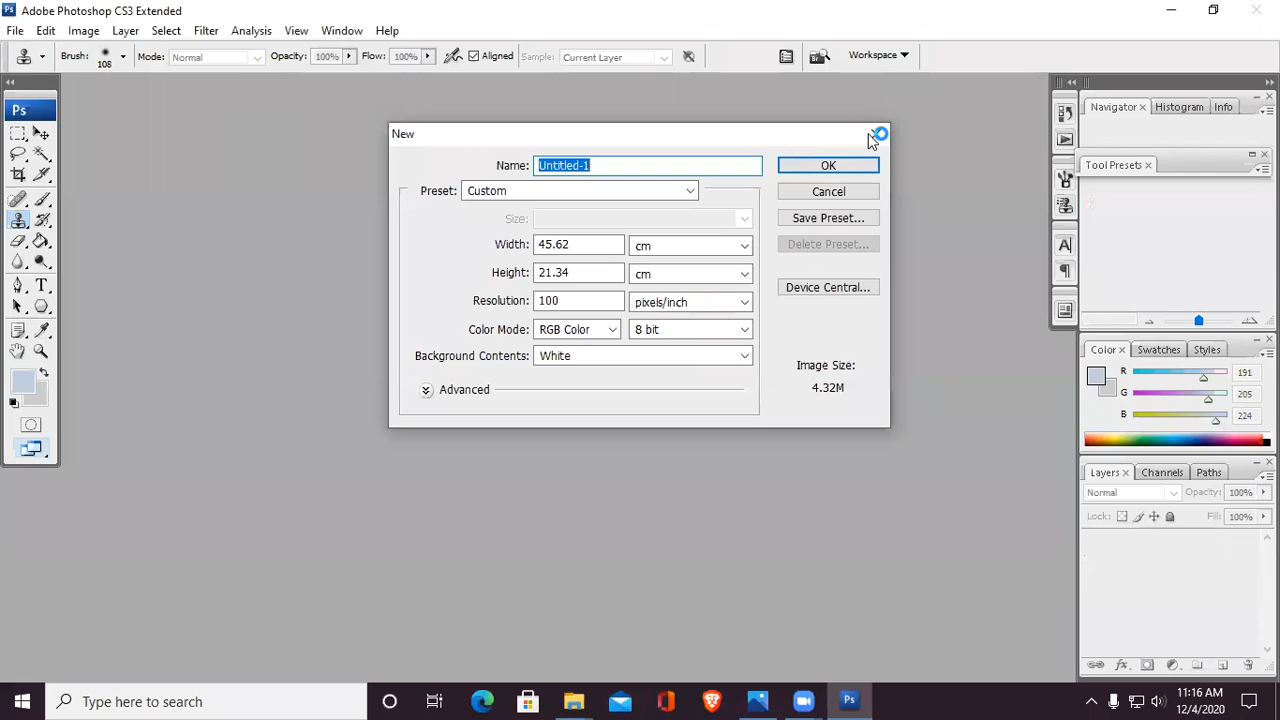 Ps Adobe Photoshop CS3 Extended
File Edit Image Layer Select Filter Analysis View Window Help
Brush: 108 Mode: Normal Opacity: 100% Flow: 100% Aligned Sample: Current Layer Br Workspace
Ps
New
Name: Untitled-1 OK
Preset: Custom Cancel
Size: Save Preset...
Width: 45.62 cm Delete Preset...
Height: 21.34 cm Device Central...
Resolution: 100 pixels/inch
Color Mode: RGB Color 8 bit
Background Contents: White
Image Size:
4.32M
Advanced
Navigator x Histogram Info
Tool Presets x
A
Color x Swatches Styles
R 191
G 205
B 224
Layers x Channels Paths
Normal Opacity: 100%
Lock: Fill: 100%
T
Type here to search
Ps
11:16 AM
12/4/2020